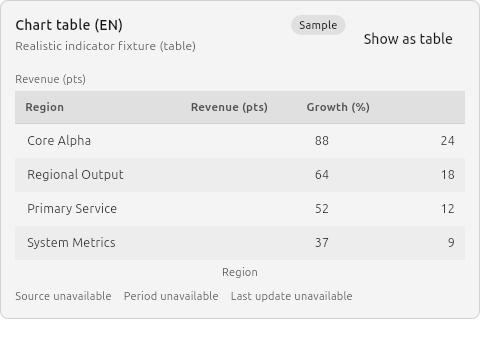 Chart table (EN)
Sample
Show as table
Realistic indicator fixture (table)
Revenue (pts)
Region Revenue (pts) Growth (%)
Core Alpha 88 24
Regional Output 64 18
Primary Service 52 12
System Metrics 37 9
Region
Source unavailable Period unavailable Last update unavailable